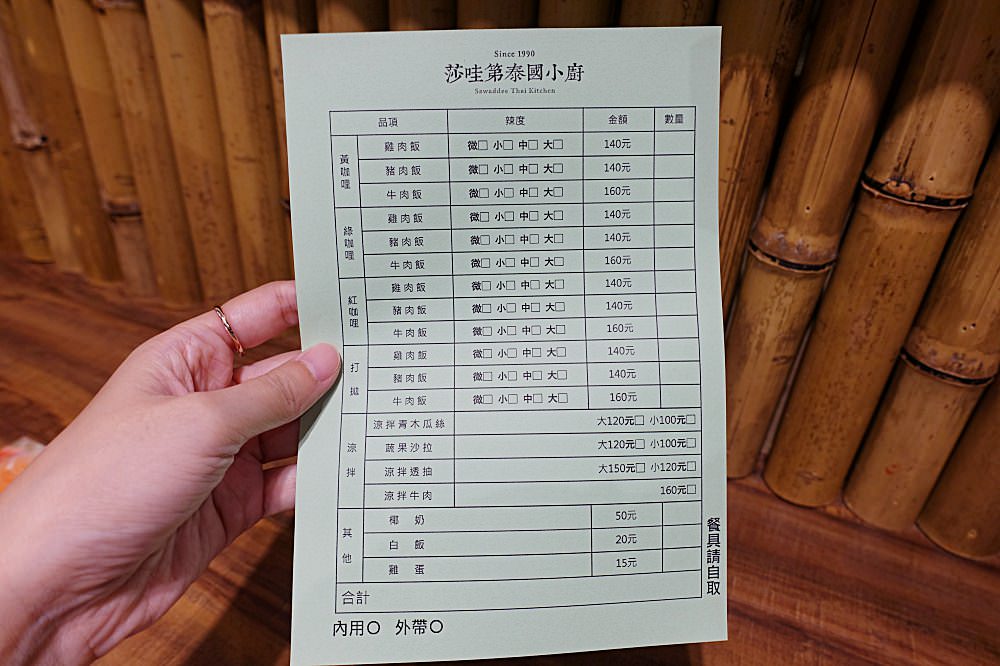 Since 1990
莎哇第泰國小廚
Sawaddee Thai Kitchen
品項 辣度 金額 數量
黃咖哩
雞肉飯 微□ 小□ 中□ 大□ 140元
豬肉飯 微□ 小□ 中□ 大□ 140元
牛肉飯 微□ 小□ 中□ 大□ 160元
綠咖哩
雞肉飯 微□ 小□ 中□ 大□ 140元
豬肉飯 微□ 小□ 中□ 大□ 140元
牛肉飯 微□ 小□ 中□ 大□ 160元
紅咖哩
雞肉飯 微□ 小□ 中□ 大□ 140元
豬肉飯 微□ 小□ 中□ 大□ 140元
牛肉飯 微□ 小□ 中□ 大□ 160元
打拋
雞肉飯 微□ 小□ 中□ 大□ 140元
豬肉飯 微□ 小□ 中□ 大□ 140元
牛肉飯 微□ 小□ 中□ 大□ 160元
涼拌
涼拌青木瓜絲 大120元□ 小100元□
蔬果沙拉 大120元□ 小100元□
涼拌透抽 大150元□ 小120元□
涼拌牛肉 160元□
其他
椰奶 50元
白飯 20元
雞蛋 15元
合計
內用○ 外帶○
餐具請自取